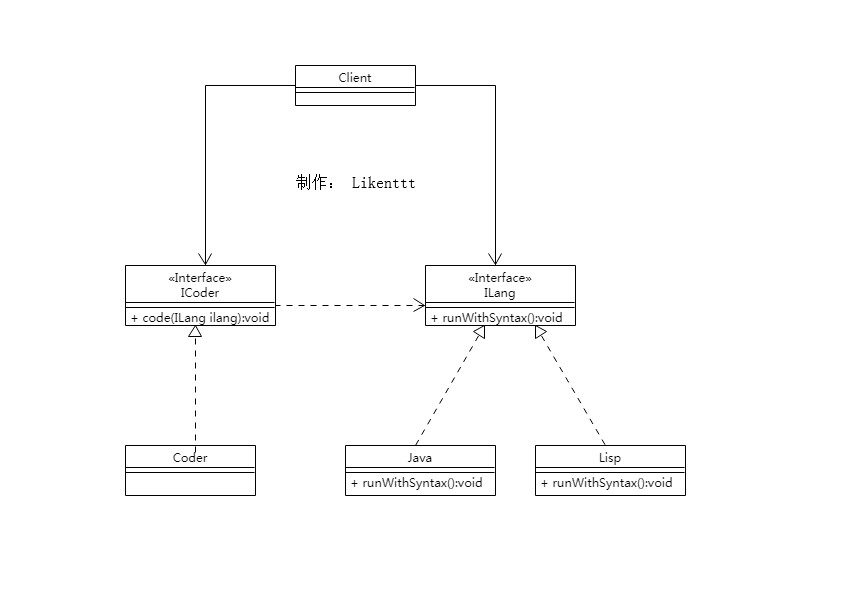 Client
制作： Likenttt
«Interface»
ICoder
+ code(ILang ilang):void
«Interface»
ILang
+ runWithSyntax():void
Coder
Java
+ runWithSyntax():void
Lisp
+ runWithSyntax():void